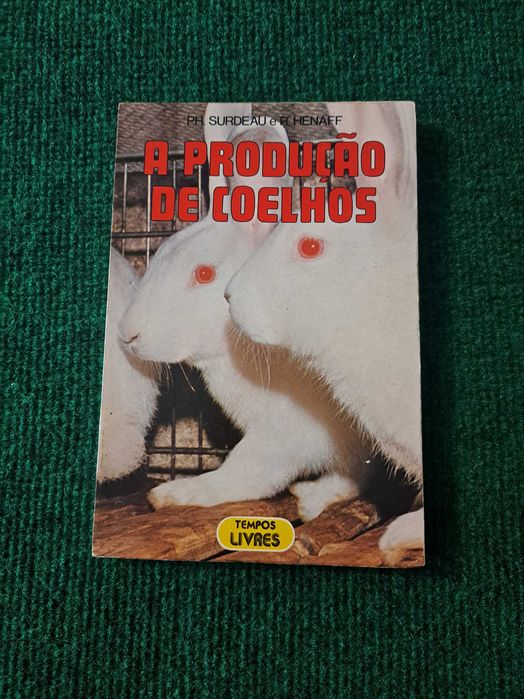 PH. SURDEAU e R. HENAFF
A PRODUÇÃO
DE COELHOS
TEMPOS
LIVRES